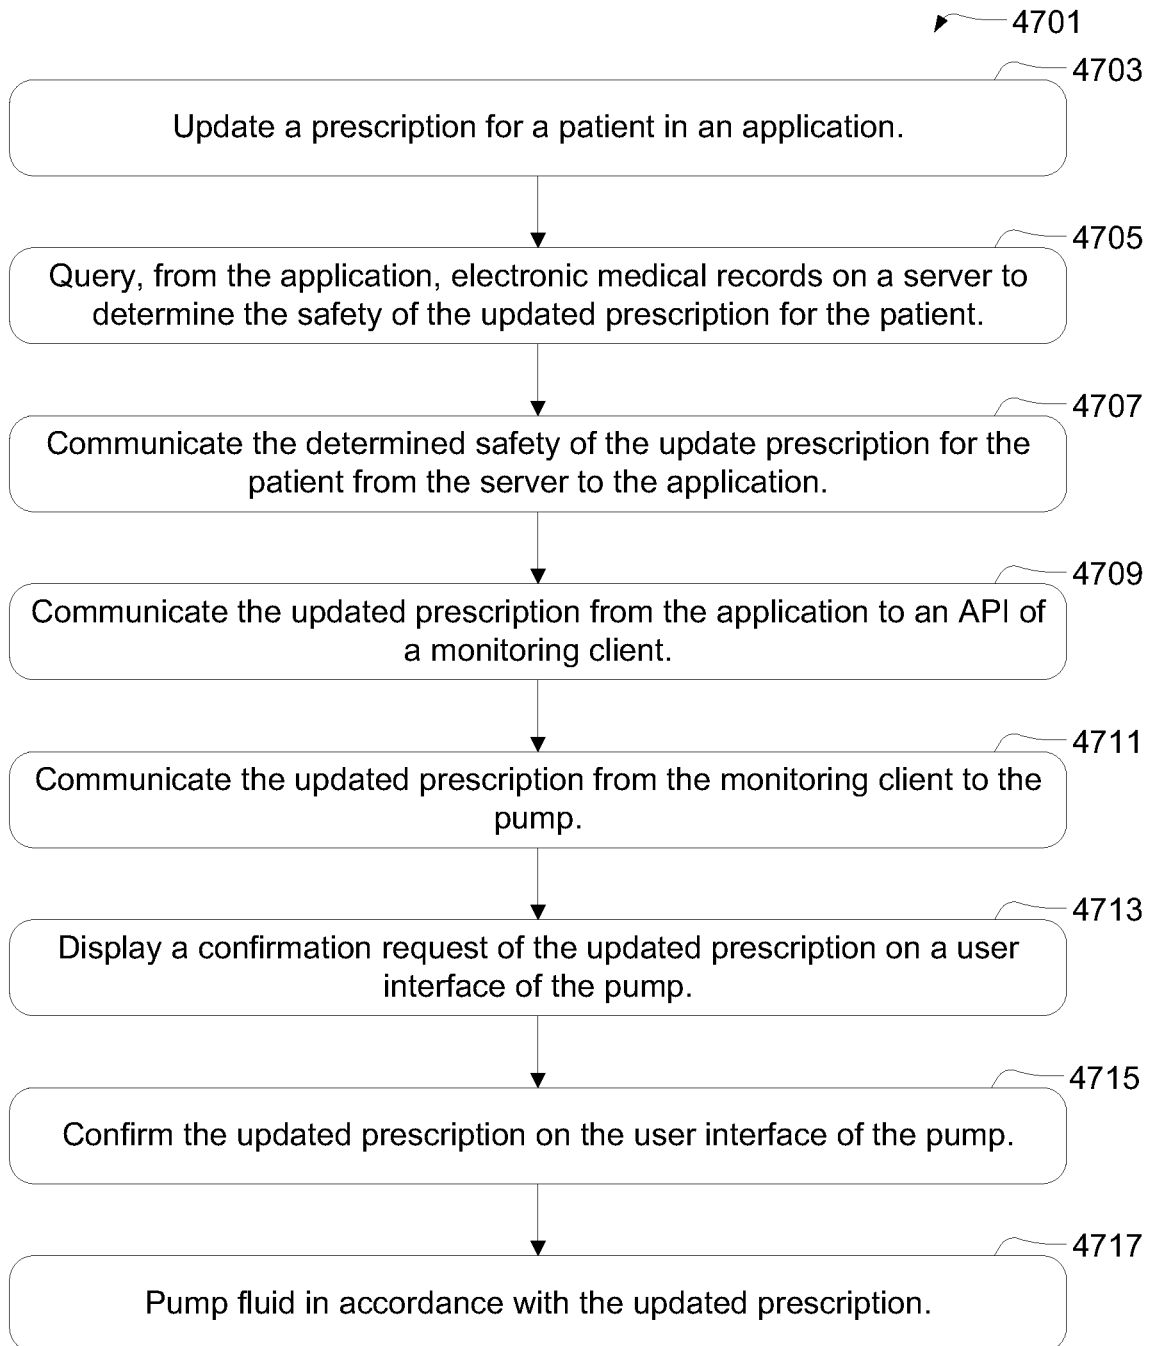 4701
4703
Update a prescription for a patient in an application.
4705
Query, from the application, electronic medical records on a server to
determine the safety of the updated prescription for the patient.
4707
Communicate the determined safety of the update prescription for the
patient from the server to the application.
4709
Communicate the updated prescription from the application to an API of
a monitoring client.
4711
Communicate the updated prescription from the monitoring client to the
pump.
4713
Display a confirmation request of the updated prescription on a user
interface of the pump.
4715
Confirm the updated prescription on the user interface of the pump.
4717
Pump fluid in accordance with the updated prescription.